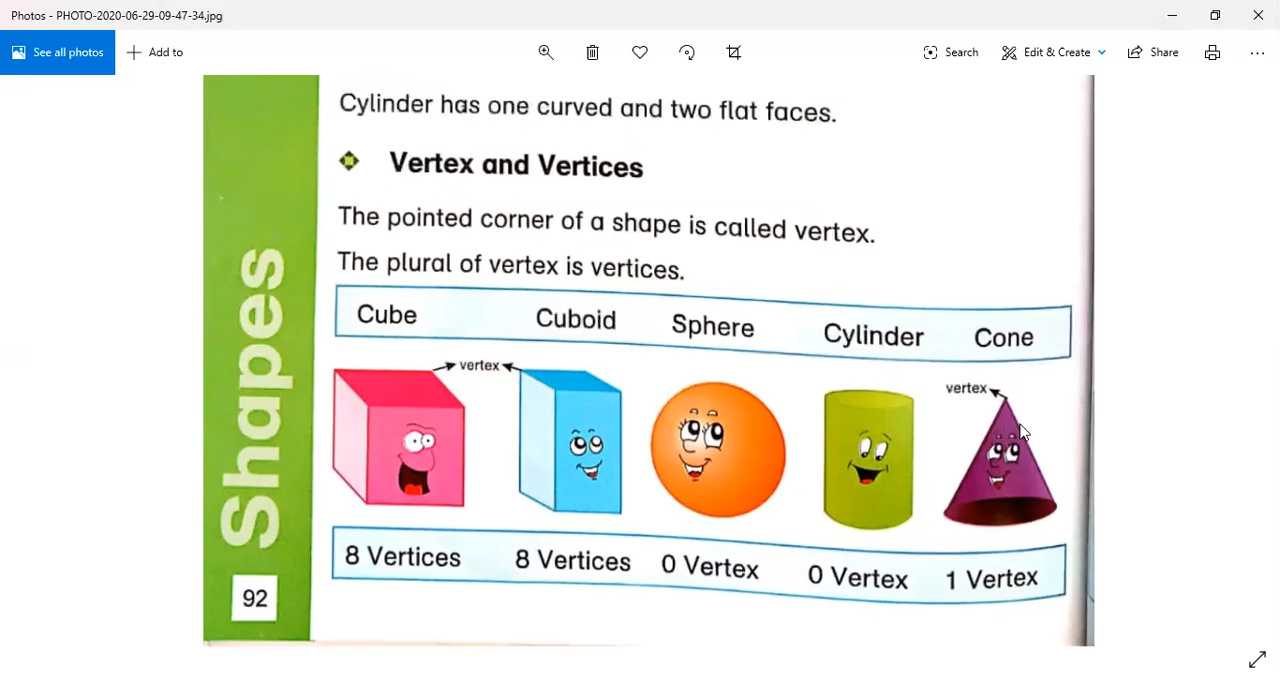 Photos - PHOTO-2020-06-29-09-47-34.jpg
See all photos
Add to
Search
Edit & Create
Share
Cylinder has one curved and two flat faces.
Vertex and Vertices
The pointed corner of a shape is called vertex.
The plural of vertex is vertices.
Cube Cuboid Sphere Cylinder Cone
vertex
vertex
8 Vertices 8 Vertices 0 Vertex 0 Vertex 1 Vertex
Shapes
92